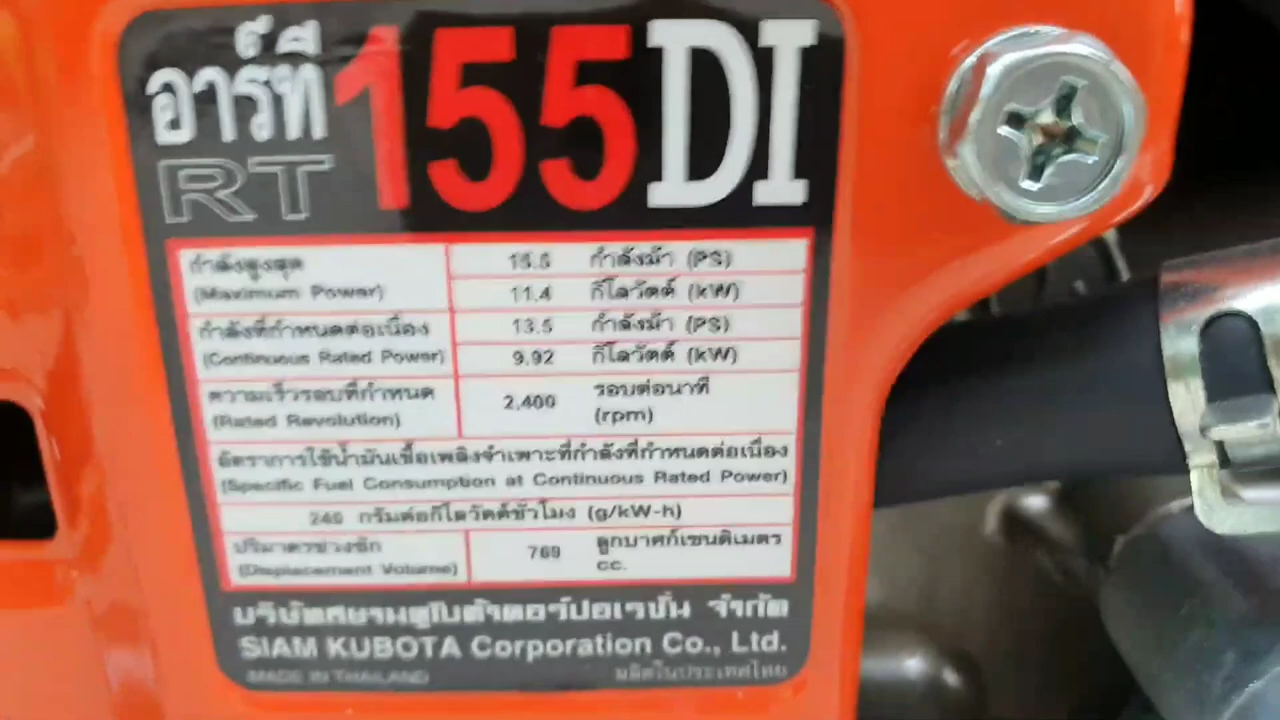 อาร์ที 155DI
RT
กำลังสูงสุด
(Maximum Power)
15.5 กำลังม้า (PS)
11.4 กิโลวัตต์ (kW)
กำลังที่กำหนดต่อเนื่อง
(Continuous Rated Power)
13.5 กำลังม้า (PS)
9.92 กิโลวัตต์ (kW)
ความเร็วรอบที่กำหนด
(Rated Revolution)
2,400 รอบต่อนาที
(rpm)
อัตราการใช้น้ำมันเชื้อเพลิงจำเพาะที่กำลังที่กำหนดต่อเนื่อง
(Specific Fuel Consumption at Continuous Rated Power)
กรัมต่อกิโลวัตต์ชั่วโมง (g/kW-h)
ปริมาตรช่วงชัก
(Displacement Volume)
769 ลูกบาศก์เซนติเมตร
cc.
บริษัทสยามคูโบต้าคอร์ปอเรชั่น จำกัด
SIAM KUBOTA Corporation Co., Ltd.
MADE IN THAILAND ผลิตในประเทศไทย